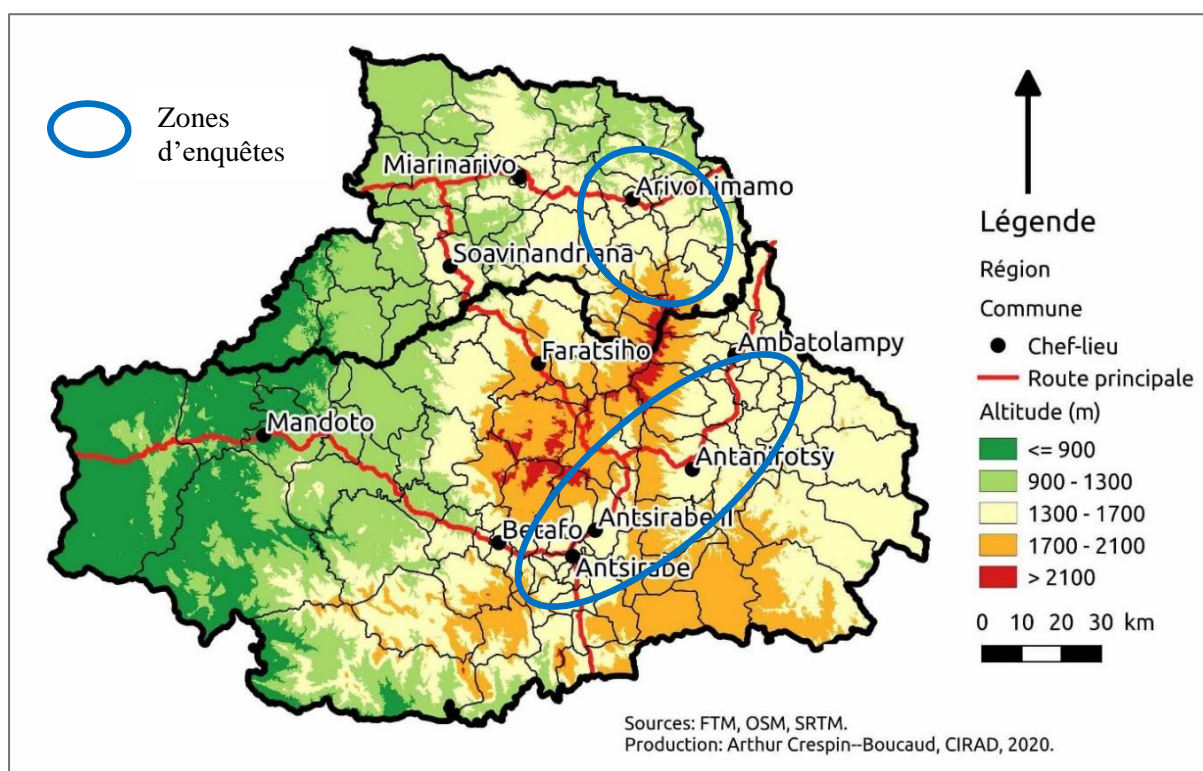 Zones
d’enquêtes
Miarinarivo
Arivonimamo
Soavinandriana
Faratsiho
Ambatolampy
Mandoto
Antanifotsy
Betafo
Antsirabe II
Antsirabe
Légende
Région
Commune
Chef-lieu
Route principale
Altitude (m)
<= 900
900 - 1300
1300 - 1700
1700 - 2100
> 2100
0 10 20 30 km
Sources: FTM, OSM, SRTM.
Production: Arthur Crespin--Boucaud, CIRAD, 2020.